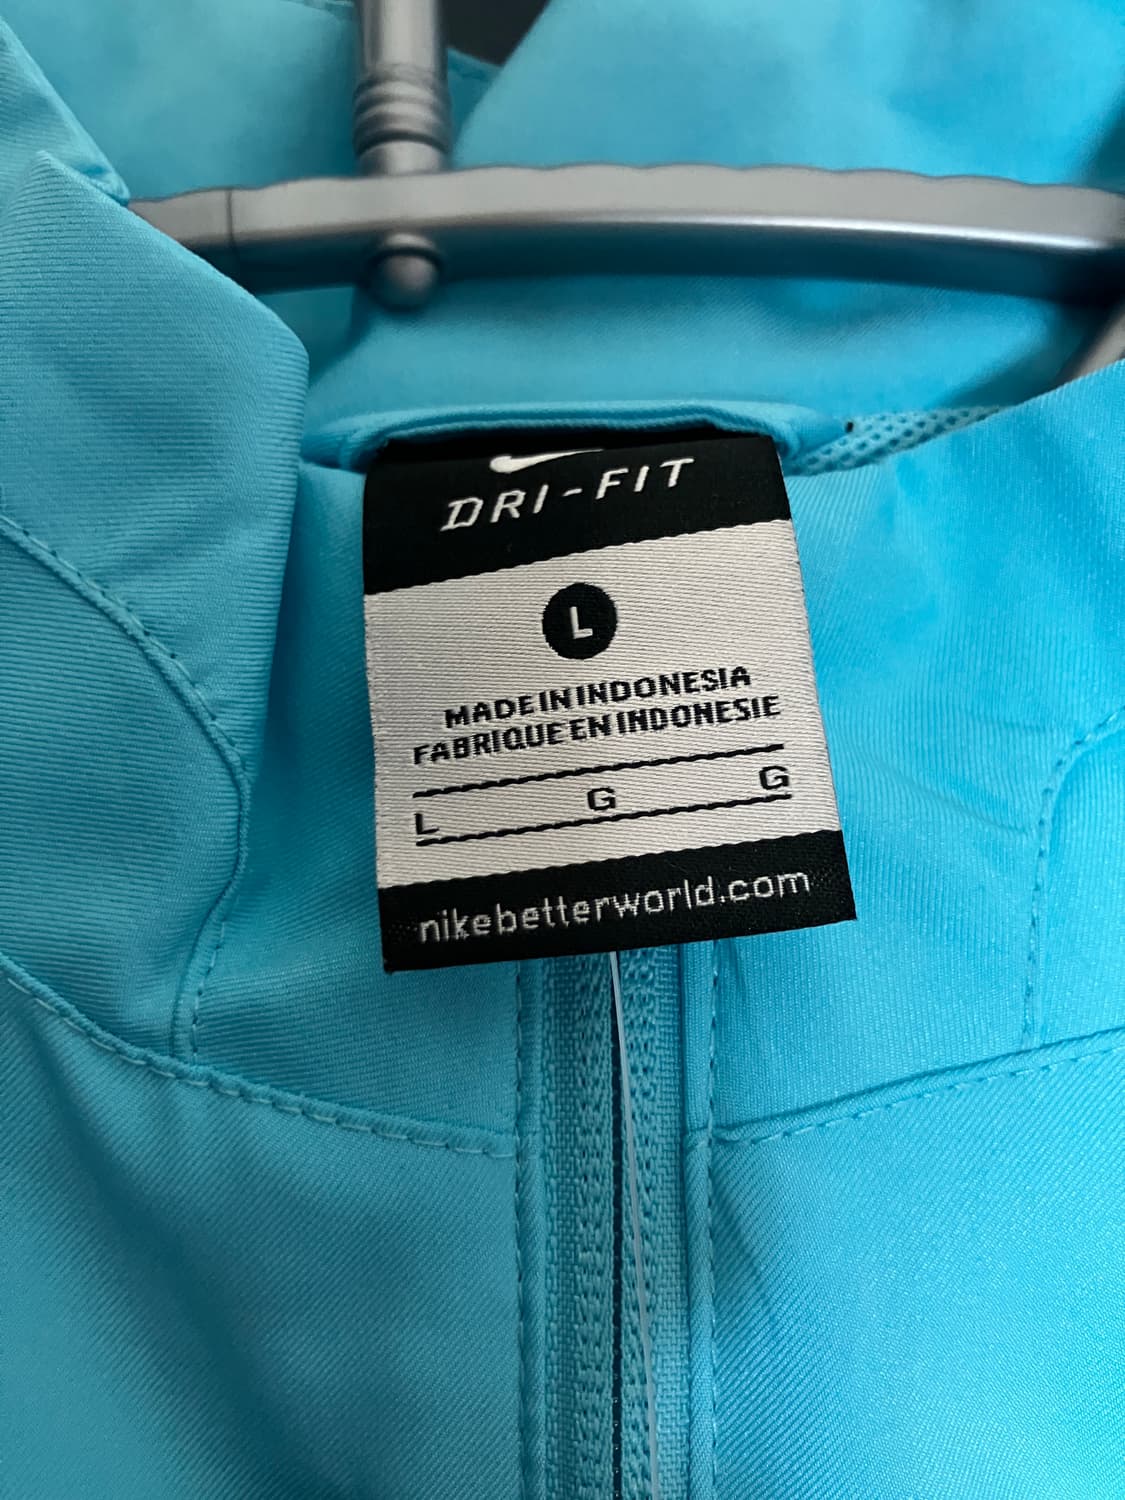 DRI-FIT
L
MADE IN INDONESIA
FABRIQUE EN INDONESIE
L G G
nikebetterworld.com